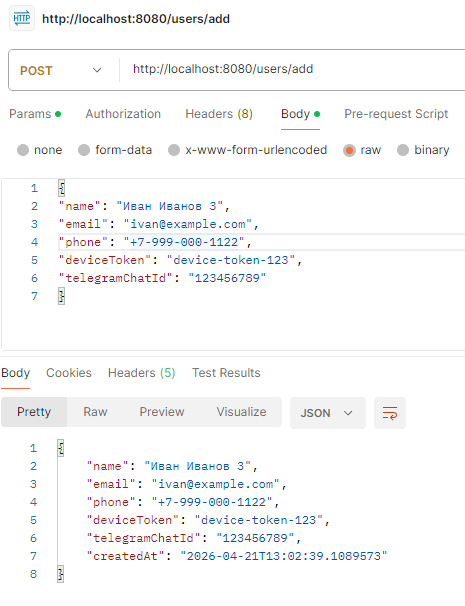 HTTP http://localhost:8080/users/add
POST http://localhost:8080/users/add
Params Authorization Headers (8) Body Pre-request Script
none form-data x-www-form-urlencoded raw binary
1 {
2 "name": "Иван Иванов 3",
3 "email": "ivan@example.com",
4 "phone": "+7-999-000-1122",
5 "deviceToken": "device-token-123",
6 "telegramChatId": "123456789"
7 }
Body Cookies Headers (5) Test Results
Pretty Raw Preview Visualize JSON
1 {
2 "name": "Иван Иванов 3",
3 "email": "ivan@example.com",
4 "phone": "+7-999-000-1122",
5 "deviceToken": "device-token-123",
6 "telegramChatId": "123456789",
7 "createdAt": "2026-04-21T13:02:39.1089573"
8 }